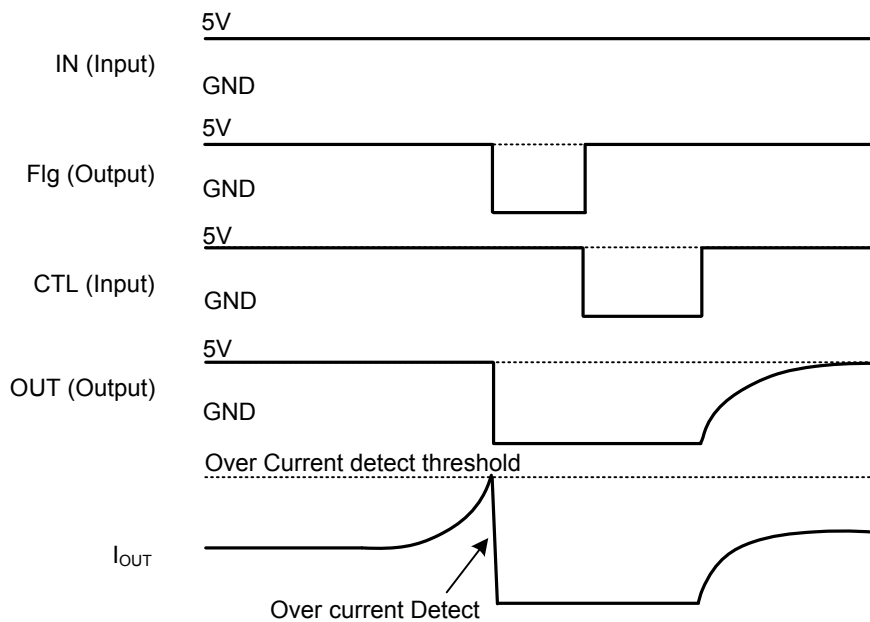 5V
IN (Input)
GND
5V
Flg (Output)
GND
5V
CTL (Input)
GND
5V
OUT (Output)
GND
Over Current detect threshold
IOUT
Over current Detect